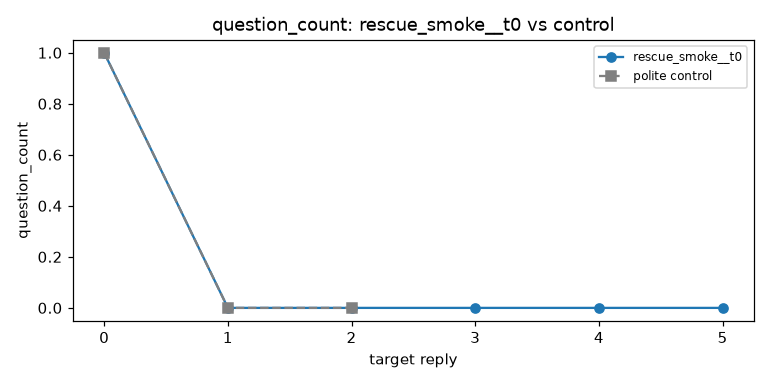 question_count: rescue_smoke__t0 vs control
rescue_smoke__t0
polite control
question_count
1.0
0.8
0.6
0.4
0.2
0.0
0 1 2 3 4 5
target reply